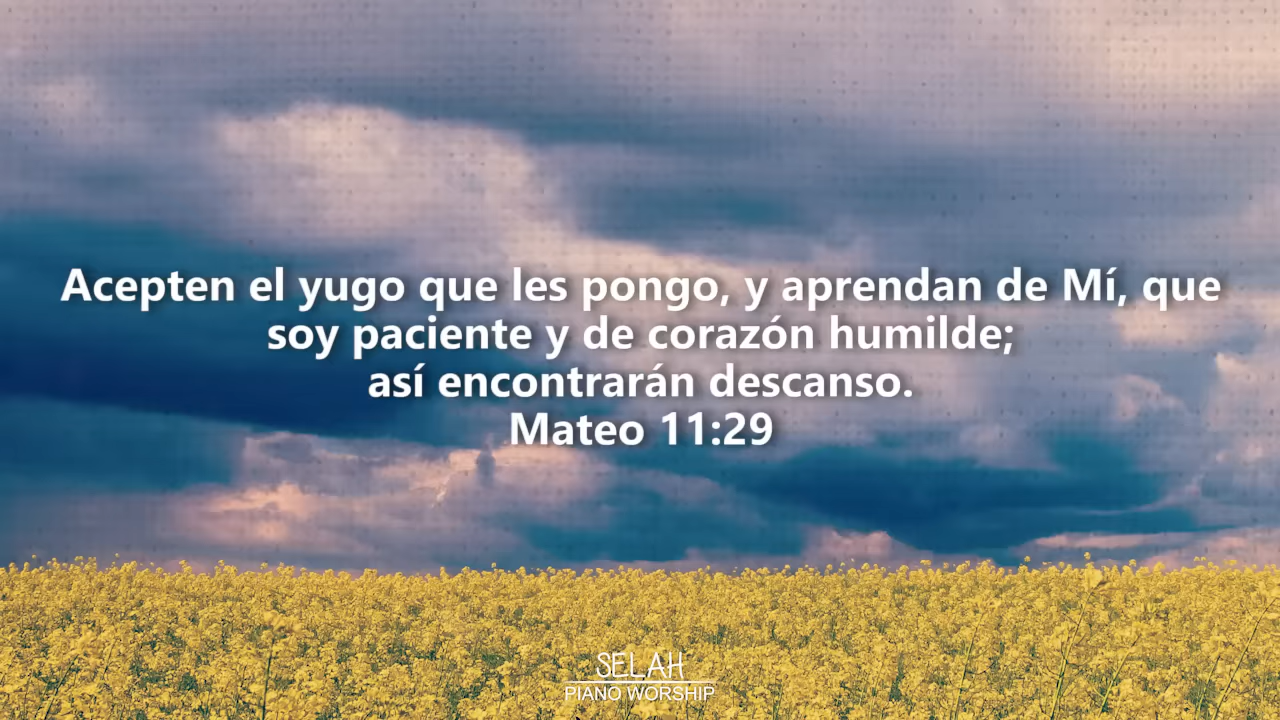 Acepten el yugo que les pongo, y aprendan de Mí, que
soy paciente y de corazón humilde;
así encontrarán descanso.
Mateo 11:29
SELAH
PIANO WORSHIP